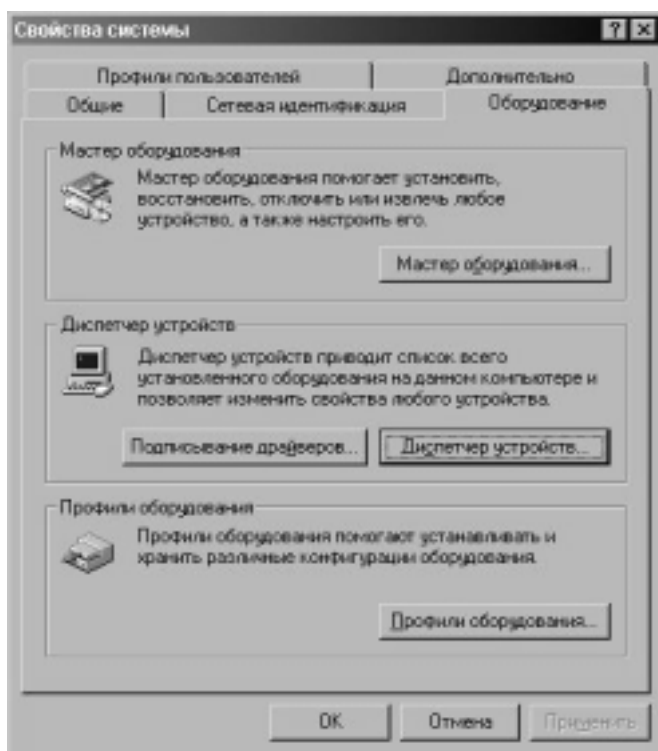 Свойства системы
Профили пользователей Дополнительно
Общие Сетевая идентификация Оборудование
Мастер оборудования
Мастер оборудования помогает установить,
восстановить, отключить или извлечь любое
устройство, а также настроить его.
Мастер оборудования...
Диспетчер устройств
Диспетчер устройств приводит список всего
установленного оборудования на данном компьютере и
позволяет изменить свойства любого устройства.
Подписывание драйверов... Диспетчер устройств...
Профили оборудования
Профили оборудования помогают устанавливать и
хранить различные конфигурации оборудования.
Профили оборудования...
OK Отмена Применить